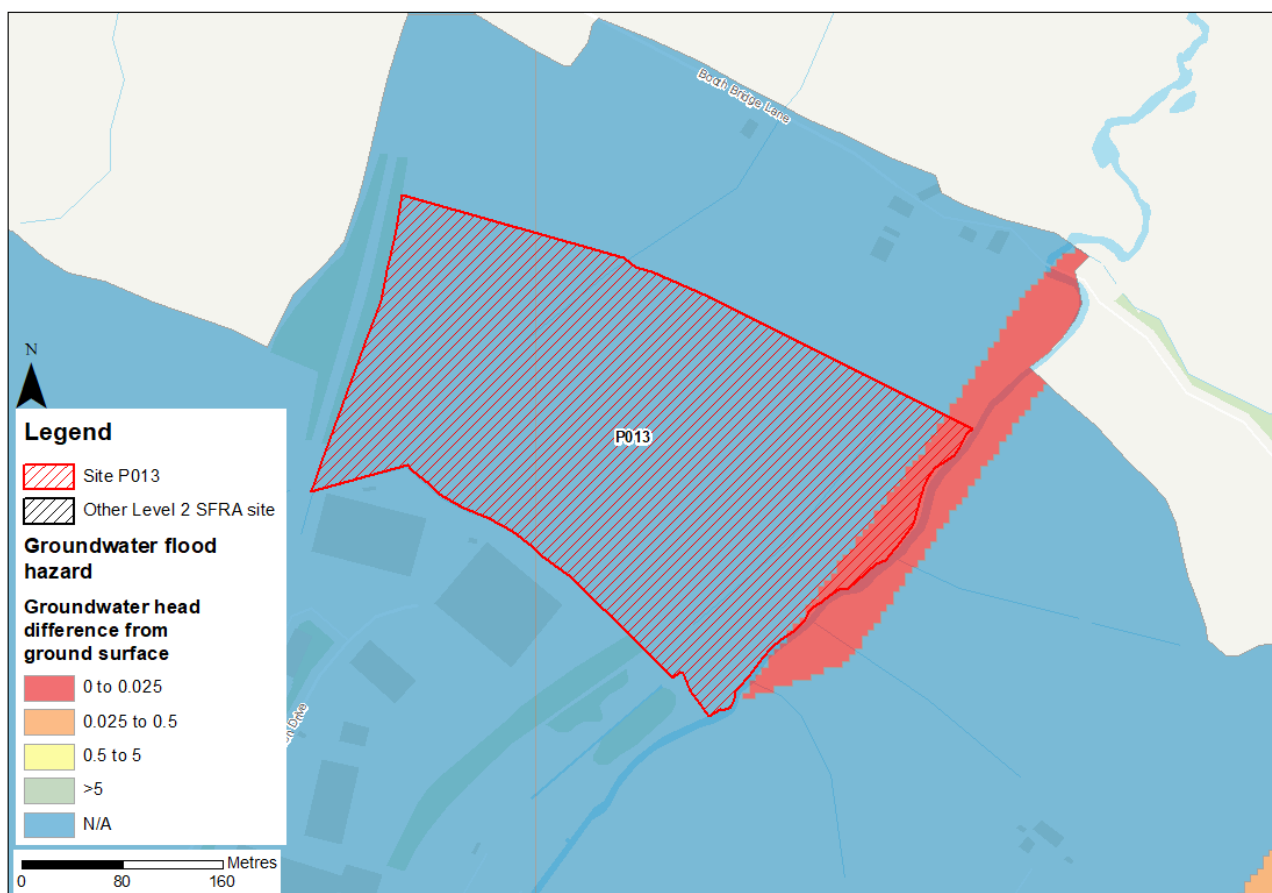 Booth Bridge Lane
P013
N
Legend
Site P013
Other Level 2 SFRA site
Groundwater flood
hazard
Groundwater head
difference from
ground surface
0 to 0.025
0.025 to 0.5
0.5 to 5
>5
N/A
Drive
Metres
0 80 160